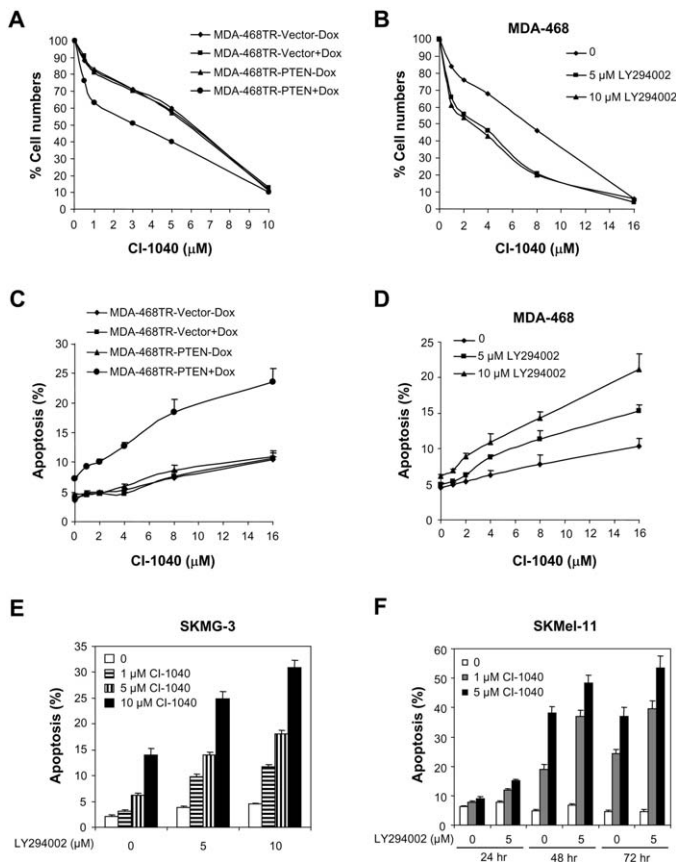 A
MDA-468TR-Vector-Dox
MDA-468TR-Vector+Dox
MDA-468TR-PTEN-Dox
MDA-468TR-PTEN+Dox
% Cell numbers
100
90
80
70
60
50
40
30
20
10
0
0 1 2 3 4 5 6 7 8 9 10
CI-1040 (µM)
B
MDA-468
0
5 µM LY294002
10 µM LY294002
% Cell numbers
100
90
80
70
60
50
40
30
20
10
0
0 2 4 6 8 10 12 14 16
CI-1040 (µM)
C
MDA-468TR-Vector-Dox
MDA-468TR-Vector+Dox
MDA-468TR-PTEN-Dox
MDA-468TR-PTEN+Dox
Apoptosis (%)
30
25
20
15
10
5
0
0 2 4 6 8 10 12 14 16
CI-1040 (µM)
D
MDA-468
0
5 µM LY294002
10 µM LY294002
Apoptosis (%)
25
20
15
10
5
0
0 2 4 6 8 10 12 14 16
CI-1040 (µM)
E
SKMG-3
0
1 µM CI-1040
5 µM CI-1040
10 µM CI-1040
Apoptosis (%)
35
30
25
20
15
10
5
0
LY294002 (µM) 0 5 10
F
SKMel-11
0
1 µM CI-1040
5 µM CI-1040
Apoptosis (%)
60
50
40
30
20
10
0
LY294002 (µM) 0 5 0 5 0 5
24 hr 48 hr 72 hr